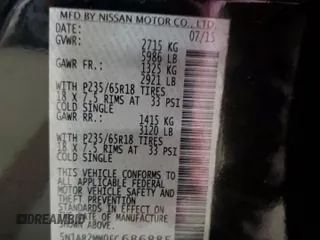 MFD BY NISSAN MOTOR CO., LTD.
DATE: 07/15
GVWR: 2715 KG
5986 LB
GAWR FR.: 1325 KG
2921 LB
W P235/65R18 TIRES
18 X 7.5 RIMS AT 33 PSI
COLD SINGLE
GAWR RR.: 1415 KG
3120 LB
W P235/65R18 TIRES
18 X 7.5 RIMS AT 33 PSI
COLD SINGLE
THIS VEHICLE CONFORMS TO ALL
APPLICABLE FEDERAL
MOTOR VEHICLE SAFETY AND THEFT
PREVENTION STANDARDS
IN EFFECT ON THE
DATE OF MANUFACTURE
SHOWN ABOVE.
DREAMBID